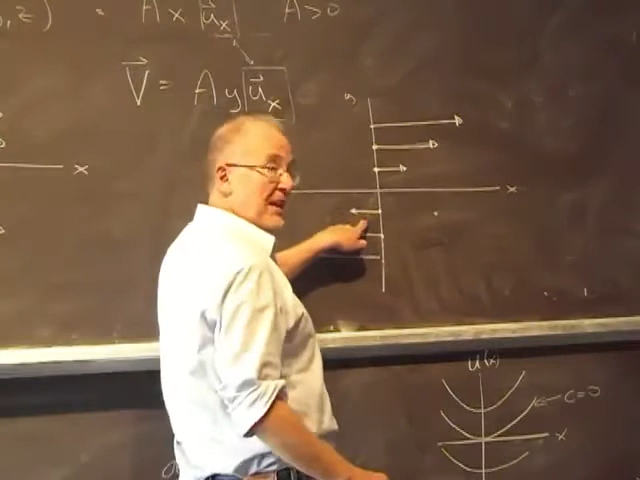 , z) = A x u⃗ₓ A > 0
V⃗ = A y u⃗ₓ
y
x
x
u(x)
c=0
x